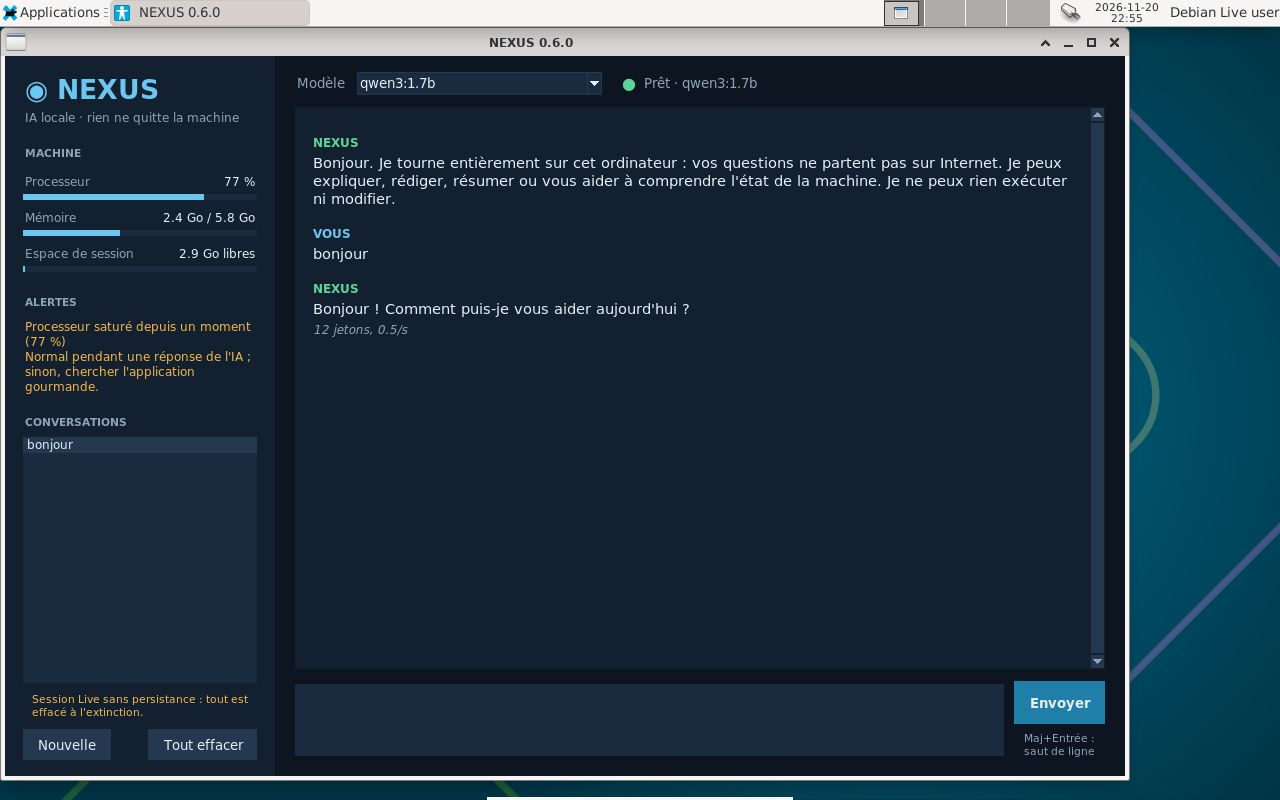 Applications
NEXUS 0.6.0
2026-11-20
22:55
Debian Live user
NEXUS 0.6.0
NEXUS
IA locale · rien ne quitte la machine
MACHINE
Processeur 77 %
Mémoire 2.4 Go / 5.8 Go
Espace de session 2.9 Go libres
ALERTES
Processeur saturé depuis un moment
(77 %)
Normal pendant une réponse de l'IA ;
sinon, chercher l'application
gourmande.
CONVERSATIONS
bonjour
Session Live sans persistance : tout est
effacé à l'extinction.
Nouvelle
Tout effacer
Modèle qwen3:1.7b
Prêt · qwen3:1.7b
NEXUS
Bonjour. Je tourne entièrement sur cet ordinateur : vos questions ne partent pas sur Internet. Je peux
expliquer, rédiger, résumer ou vous aider à comprendre l'état de la machine. Je ne peux rien exécuter
ni modifier.
VOUS
bonjour
NEXUS
Bonjour ! Comment puis-je vous aider aujourd'hui ?
12 jetons, 0.5/s
Envoyer
Maj+Entrée :
saut de ligne